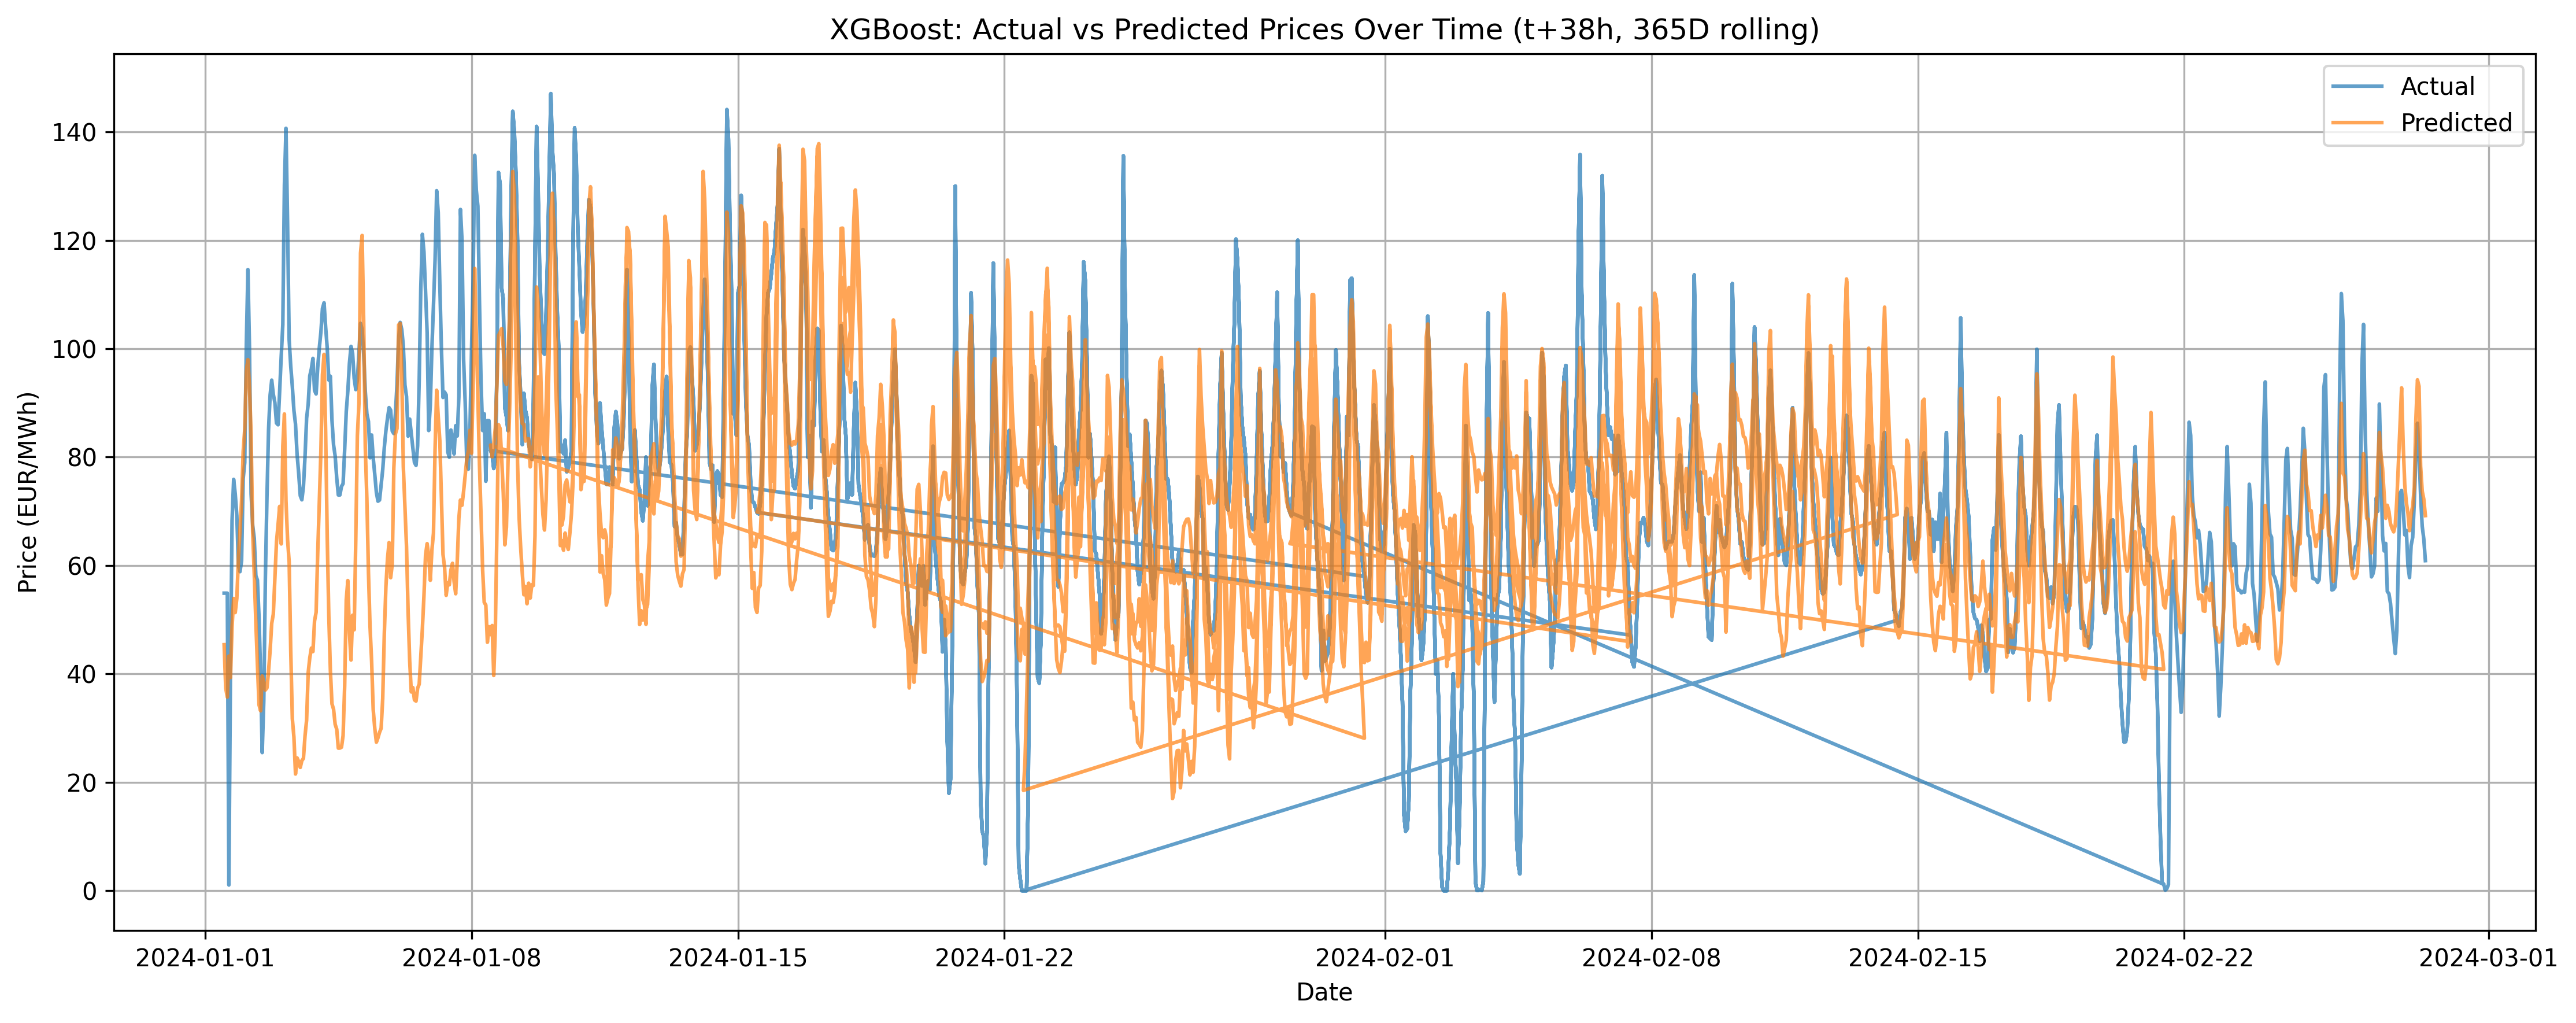 XGBoost: Actual vs Predicted Prices Over Time (t+38h, 365D rolling)
Actual
Predicted
Price (EUR/MWh)
140
120
100
80
60
40
20
0
2024-01-01 2024-01-08 2024-01-15 2024-01-22 2024-02-01 2024-02-08 2024-02-15 2024-02-22 2024-03-01
Date